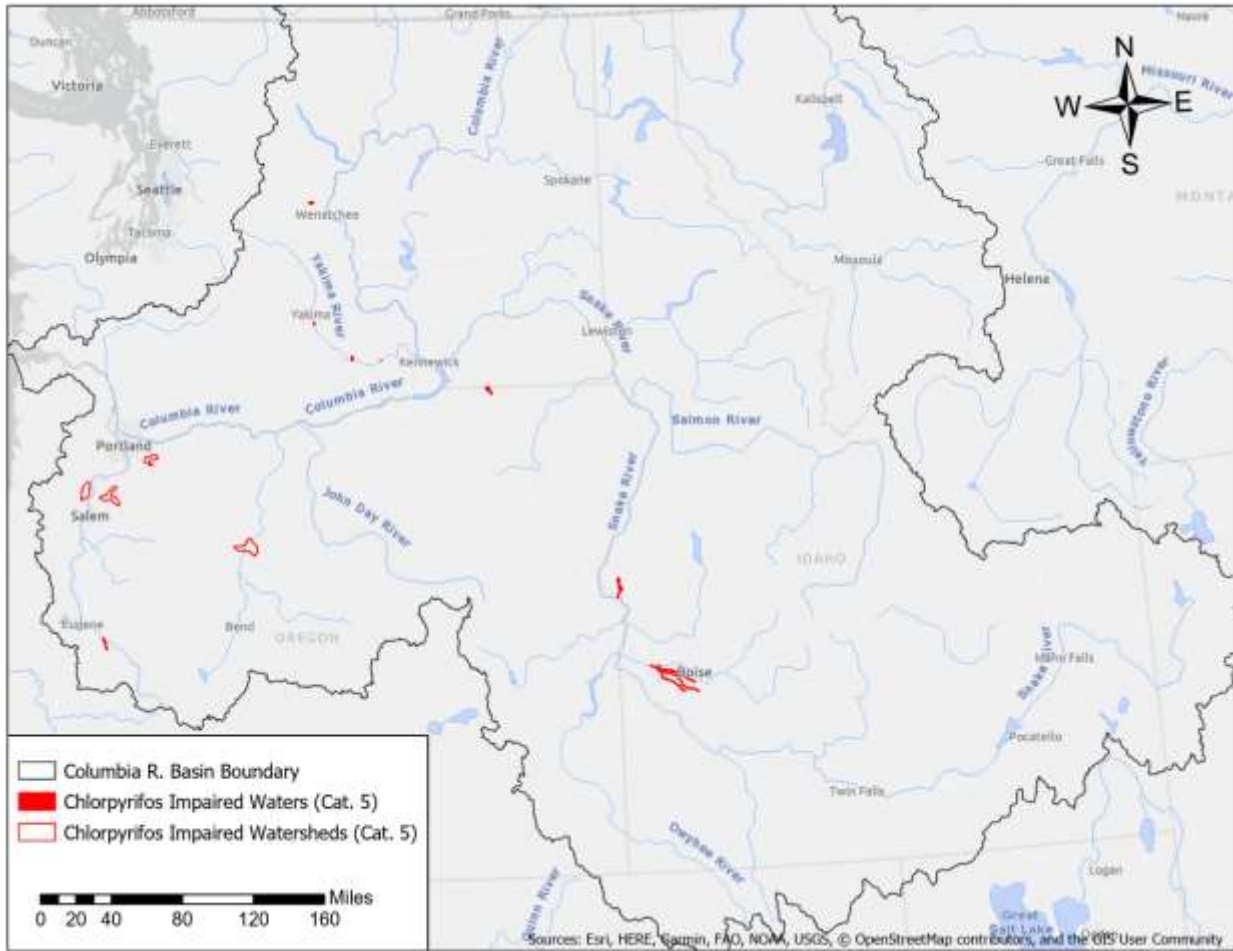 Abbotsford
Grand Forks
Havre
Duncan
Victoria
Columbia River
Kalispell
Missouri River
N
W E
S
Everett
Seattle
Spokane
Great Falls
MONTA
Wenatchee
Tacoma
Olympia
Missoula
Helena
Yakima River
Yakima
Snake River
Lewiston
Kennewick
Columbia River
Columbia River
Salmon River
Yellowstone River
Portland
Snake River
John Day River
Salem
IDAHO
Eugene
Bend
OREGON
Boise
Idaho Falls
Snake River
Pocatello
Twin Falls
Owyhee River
Logan
Quinn River
Great
Salt Lake
Columbia R. Basin Boundary
Chlorpyrifos Impaired Waters (Cat. 5)
Chlorpyrifos Impaired Watersheds (Cat. 5)
Miles
0 20 40 80 120 160
Sources: Esri, HERE, Garmin, FAO, NOAA, USGS, © OpenStreetMap contributors, and the GIS User Community